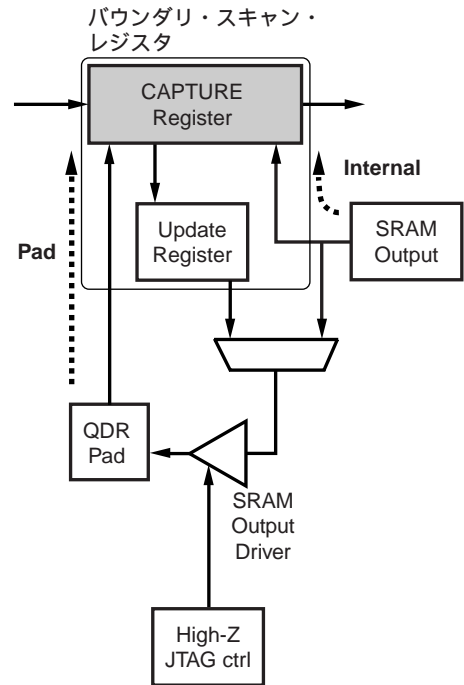 バウンダリ・スキャン・
レジスタ
CAPTURE
Register
Internal
Pad
Update
Register
SRAM
Output
QDR
Pad
SRAM
Output
Driver
High-Z
JTAG ctrl